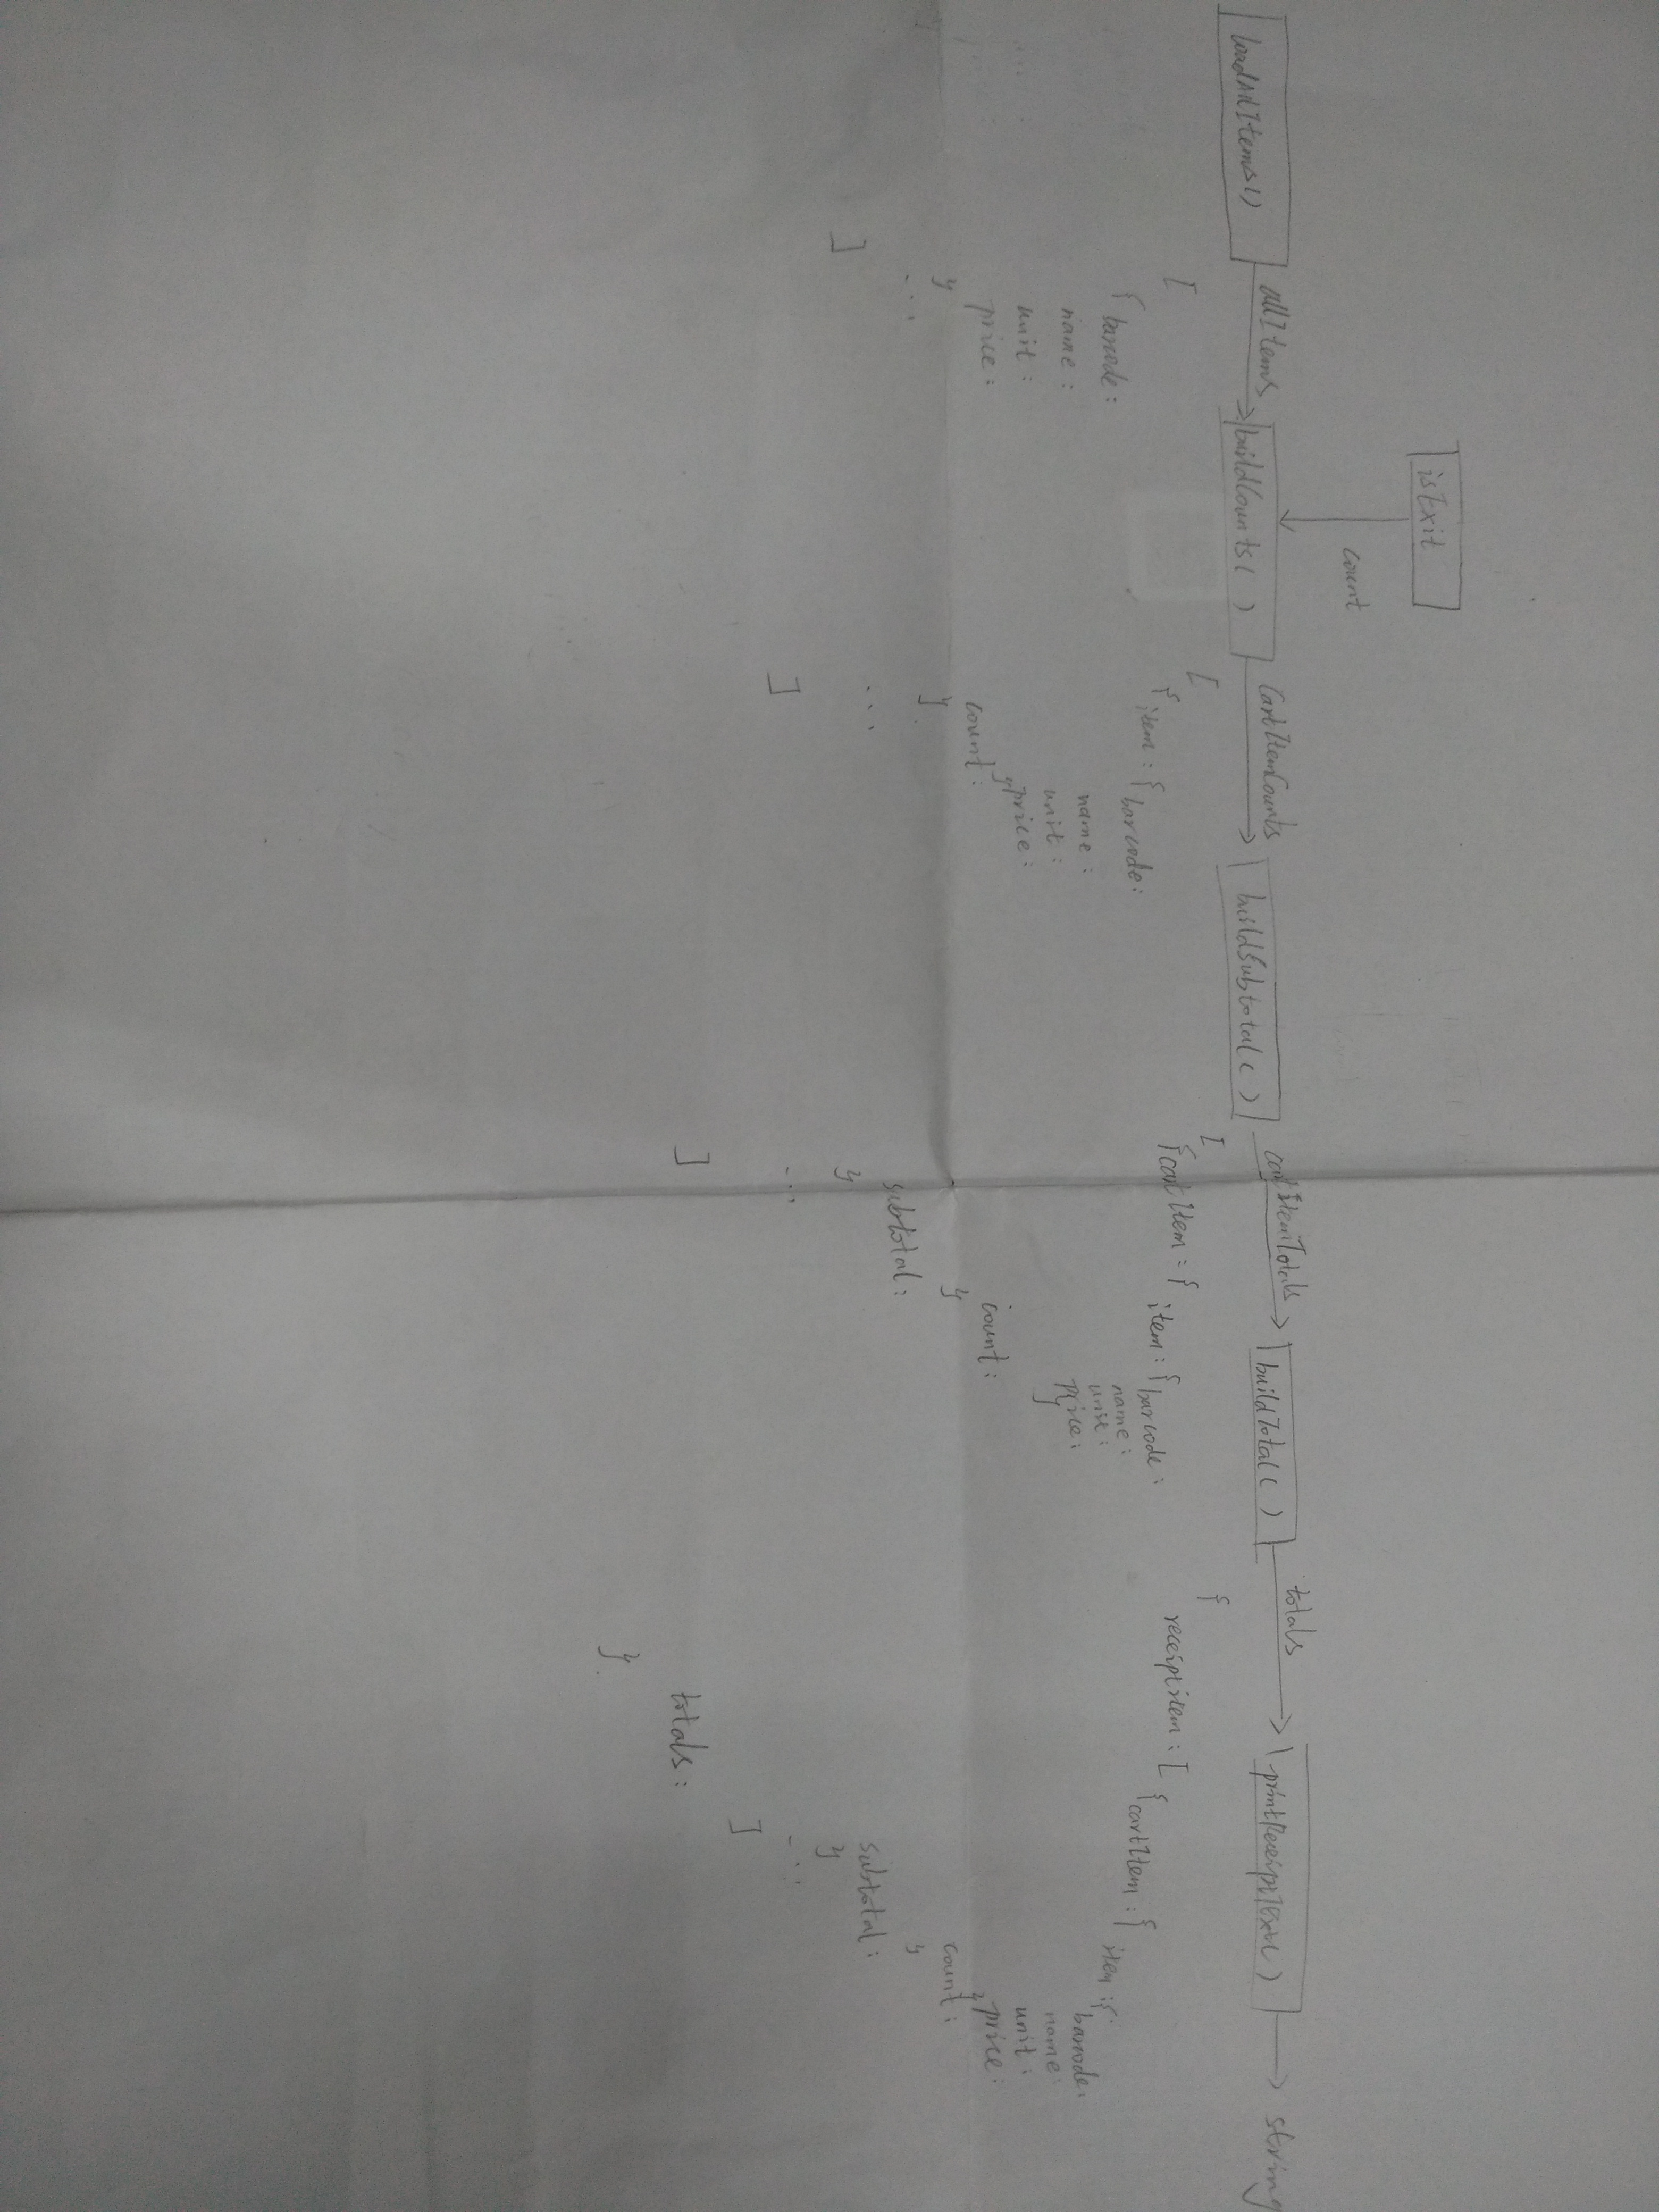 isExit
count
loadAllItems()
allItems
buildCounts( )
CartItemCounts
buildSubtotal( )
cartItemTotals
buildTotal( )
totals
printReceiptText( )
string
[
{ barcode :
name :
unit :
price :
}
...
]
[
{ item : { barcode :
name :
unit :
price :
}
count :
}
...
]
[
{ cartItem : { item : { barcode :
name :
unit :
price :
}
count :
}
subtotal :
}
...
]
{
receiptItem : [ { cartItem : { item : {
barcode :
name :
unit :
price :
}
count :
}
subtotal :
}
...
]
totals :
}